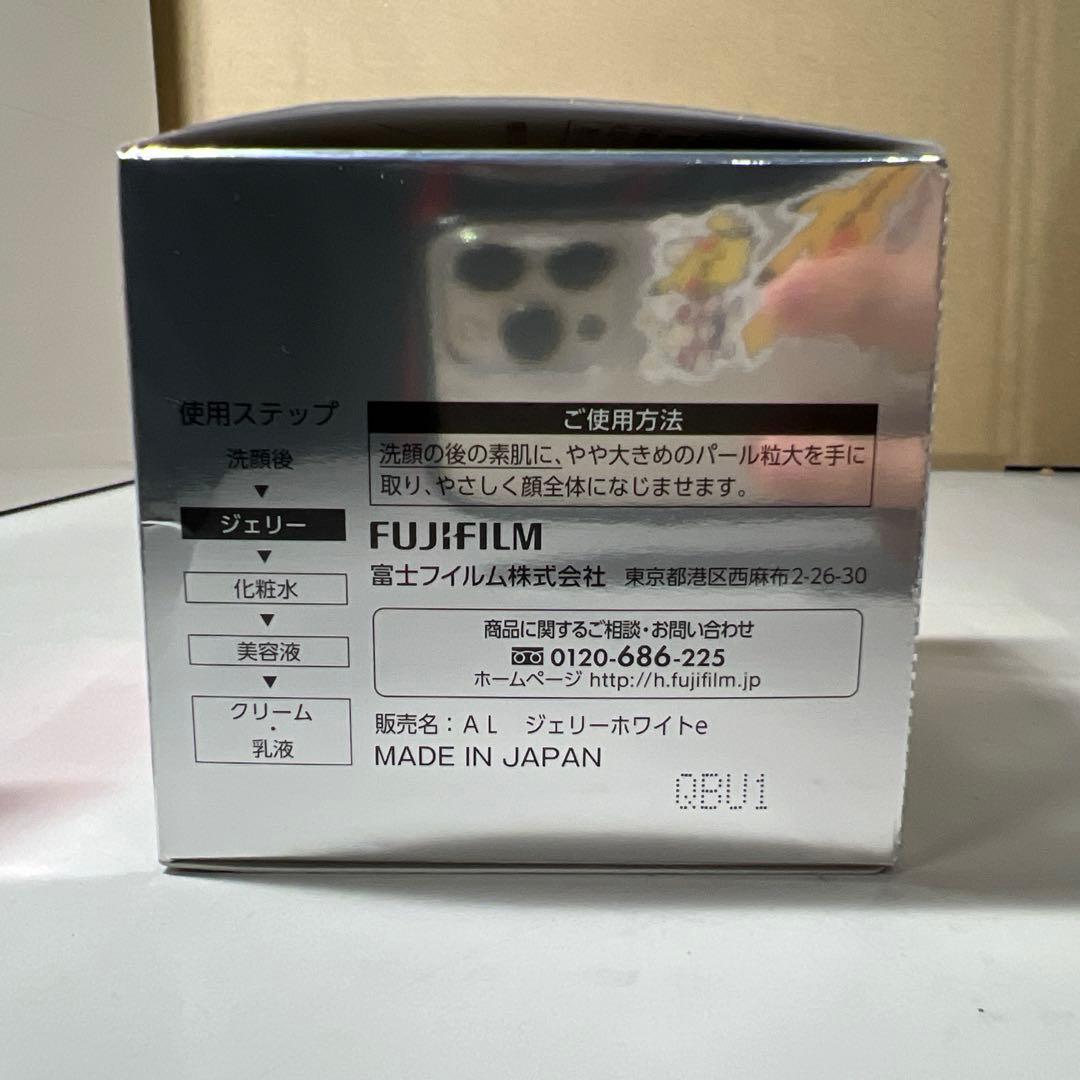 使用ステップ
洗顔後
▼
ジェリー
▼
化粧水
▼
美容液
▼
クリーム
・
乳液
ご使用方法
洗顔の後の素肌に、やや大きめのパール粒大を手に
取り、やさしく顔全体になじませます。
FUJIFILM
富士フイルム株式会社 東京都港区西麻布2-26-30
商品に関するご相談・お問い合わせ
0120-686-225
ホームページ http://h.fujifilm.jp
販売名：ＡＬ　ジェリーホワイトe
MADE IN JAPAN
QBU1